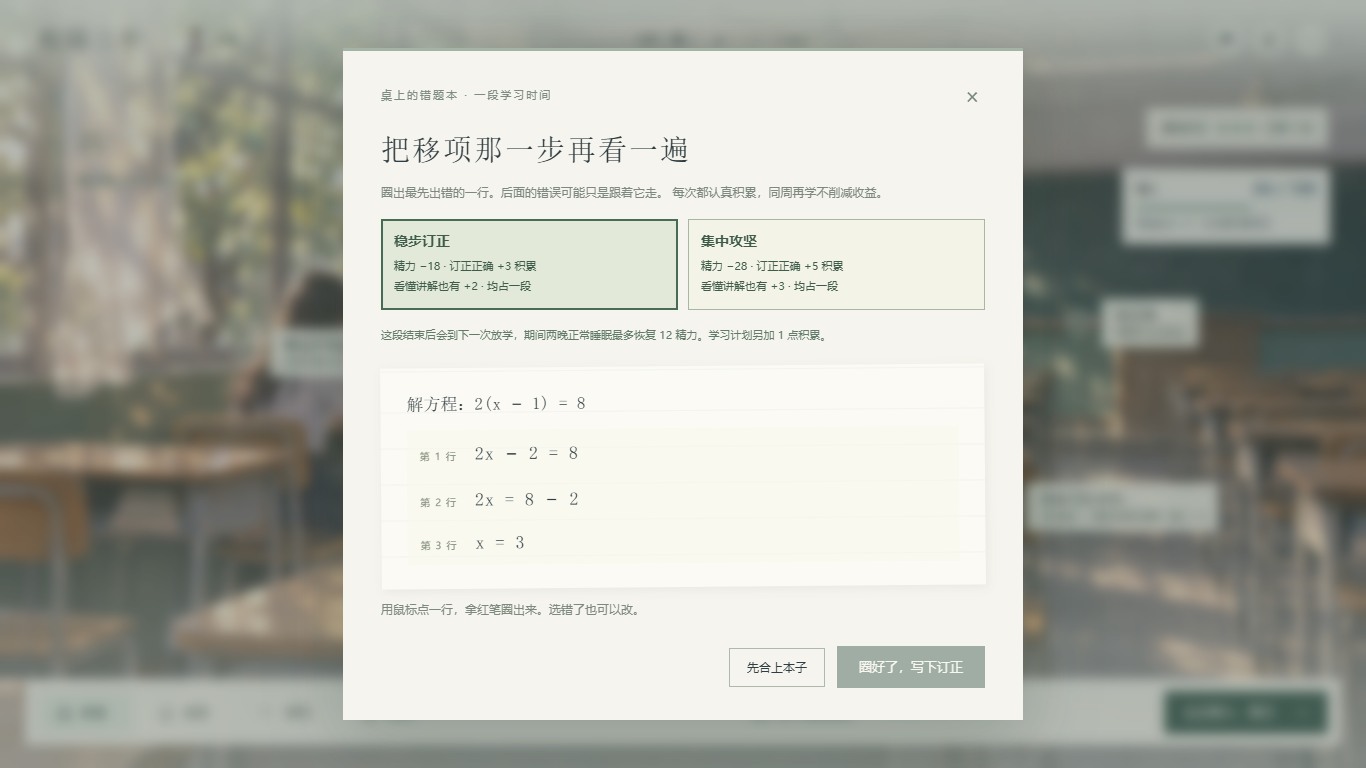 桌上的错题本 · 一段学习时间
×
把移项那一步再看一遍
圈出最先出错的一行。后面的错误可能只是跟着它走。 每次都认真积累，同周再学不削减收益。
稳步订正
精力 −18 · 订正正确 +3 积累
看懂讲解也有 +2 · 均占一段
集中攻坚
精力 −28 · 订正正确 +5 积累
看懂讲解也有 +3 · 均占一段
这段结束后会到下一次放学，期间两晚正常睡眠最多恢复 12 精力。学习计划另加 1 点积累。
解方程：2(x − 1) = 8
第 1 行 2x − 2 = 8
第 2 行 2x = 8 − 2
第 3 行 x = 3
用鼠标点一行，拿红笔圈出来。选错了也可以改。
先合上本子
圈好了，写下订正